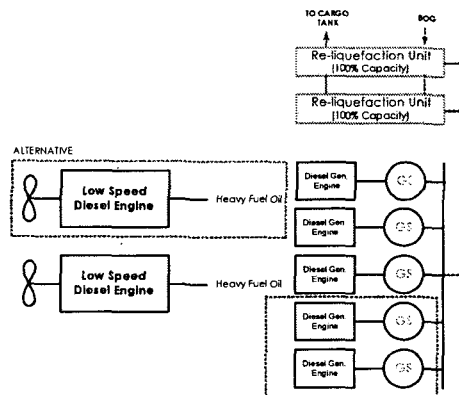 TO CARGO
TANK
BOG
Re-liquefaction Unit
(100% Capacity)
Re-liquefaction Unit
(100% Capacity)
ALTERNATIVE
Low Speed
Diesel Engine
Heavy Fuel Oil
Diesel Gen.
Engine
Diesel Gen.
Engine
GS
Low Speed
Diesel Engine
Heavy Fuel Oil
Diesel Gen.
Engine
GS
Diesel Gen.
Engine
GS
Diesel Gen.
Engine
GS